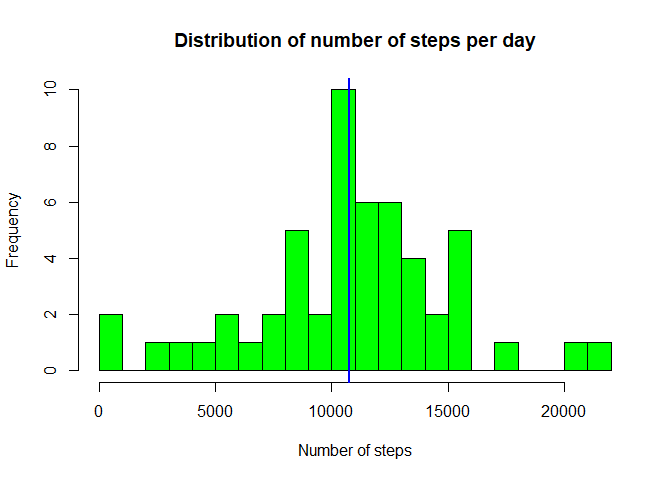 Distribution of number of steps per day
Frequency
10
8
6
4
2
0
0 5000 10000 15000 20000
Number of steps